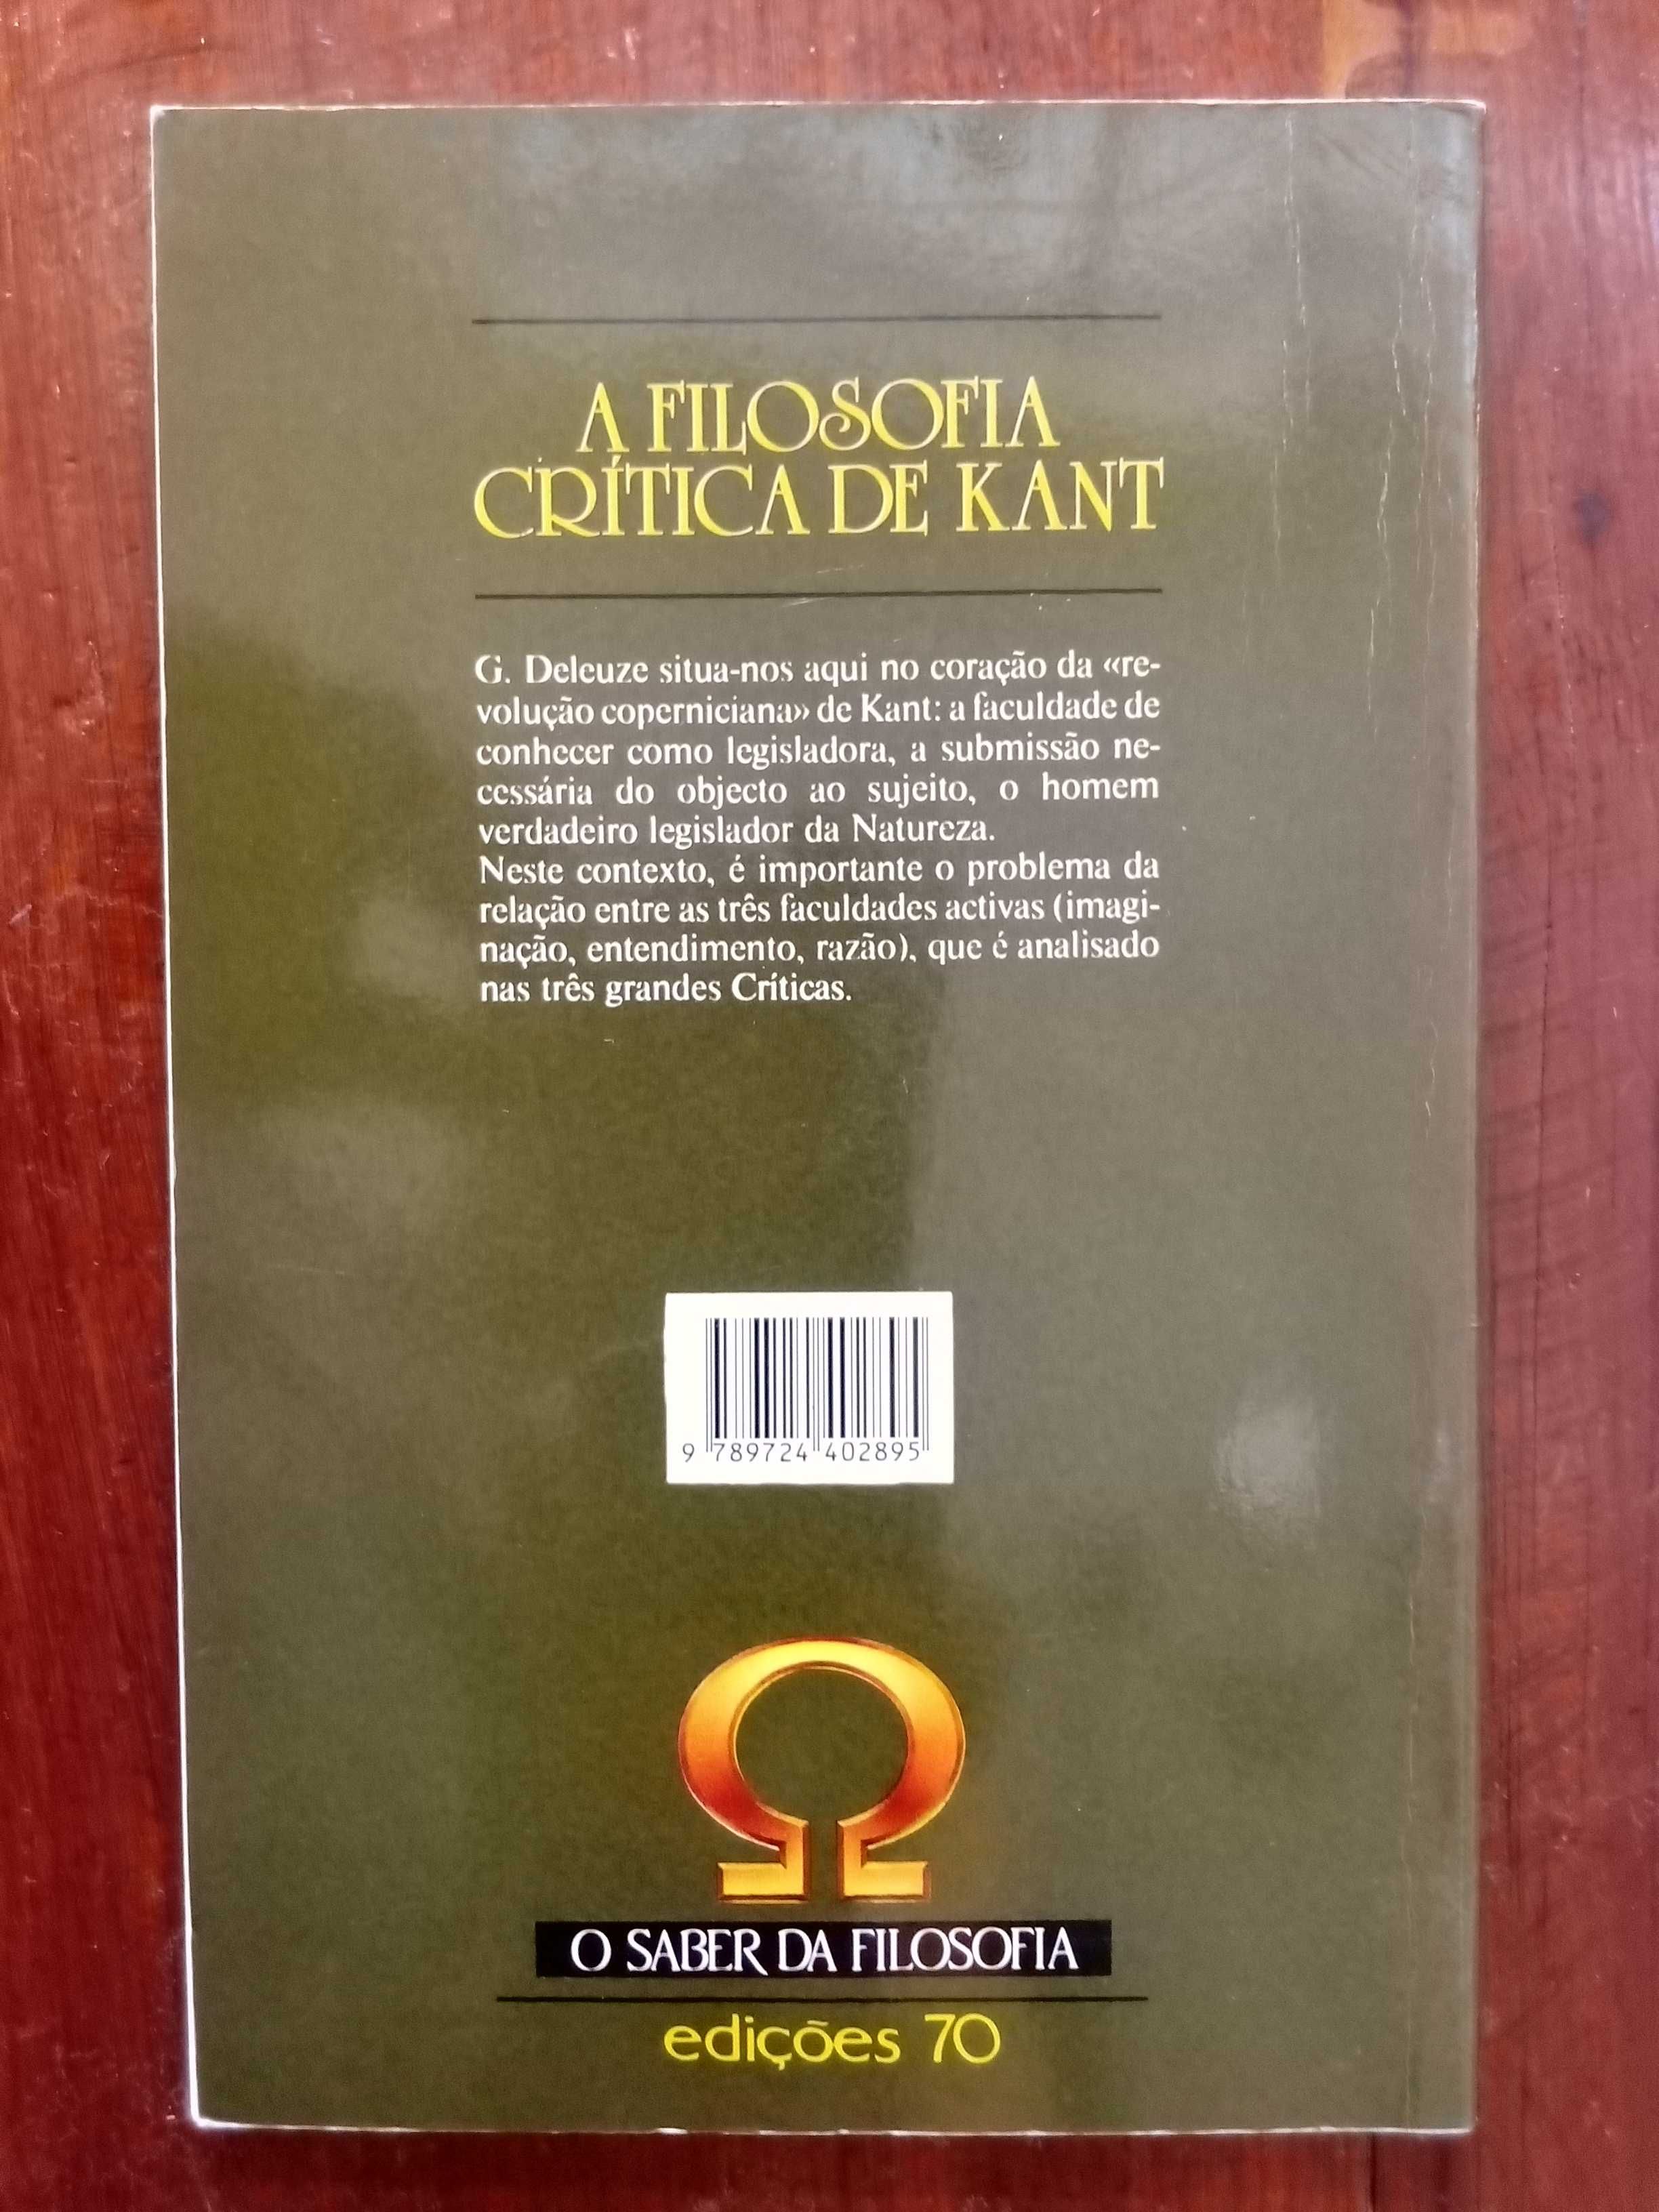 A FILOSOFIA
CRÍTICA DE KANT
G. Deleuze situa-nos aqui no coração da «re-
volução coperniciana» de Kant: a faculdade de
conhecer como legisladora, a submissão ne-
cessária do objecto ao sujeito, o homem
verdadeiro legislador da Natureza.
Neste contexto, é importante o problema da
relação entre as três faculdades activas (imagi-
nação, entendimento, razão), que é analisado
nas três grandes Críticas.
9 789724 402895
Ω
O SABER DA FILOSOFIA
edições 70